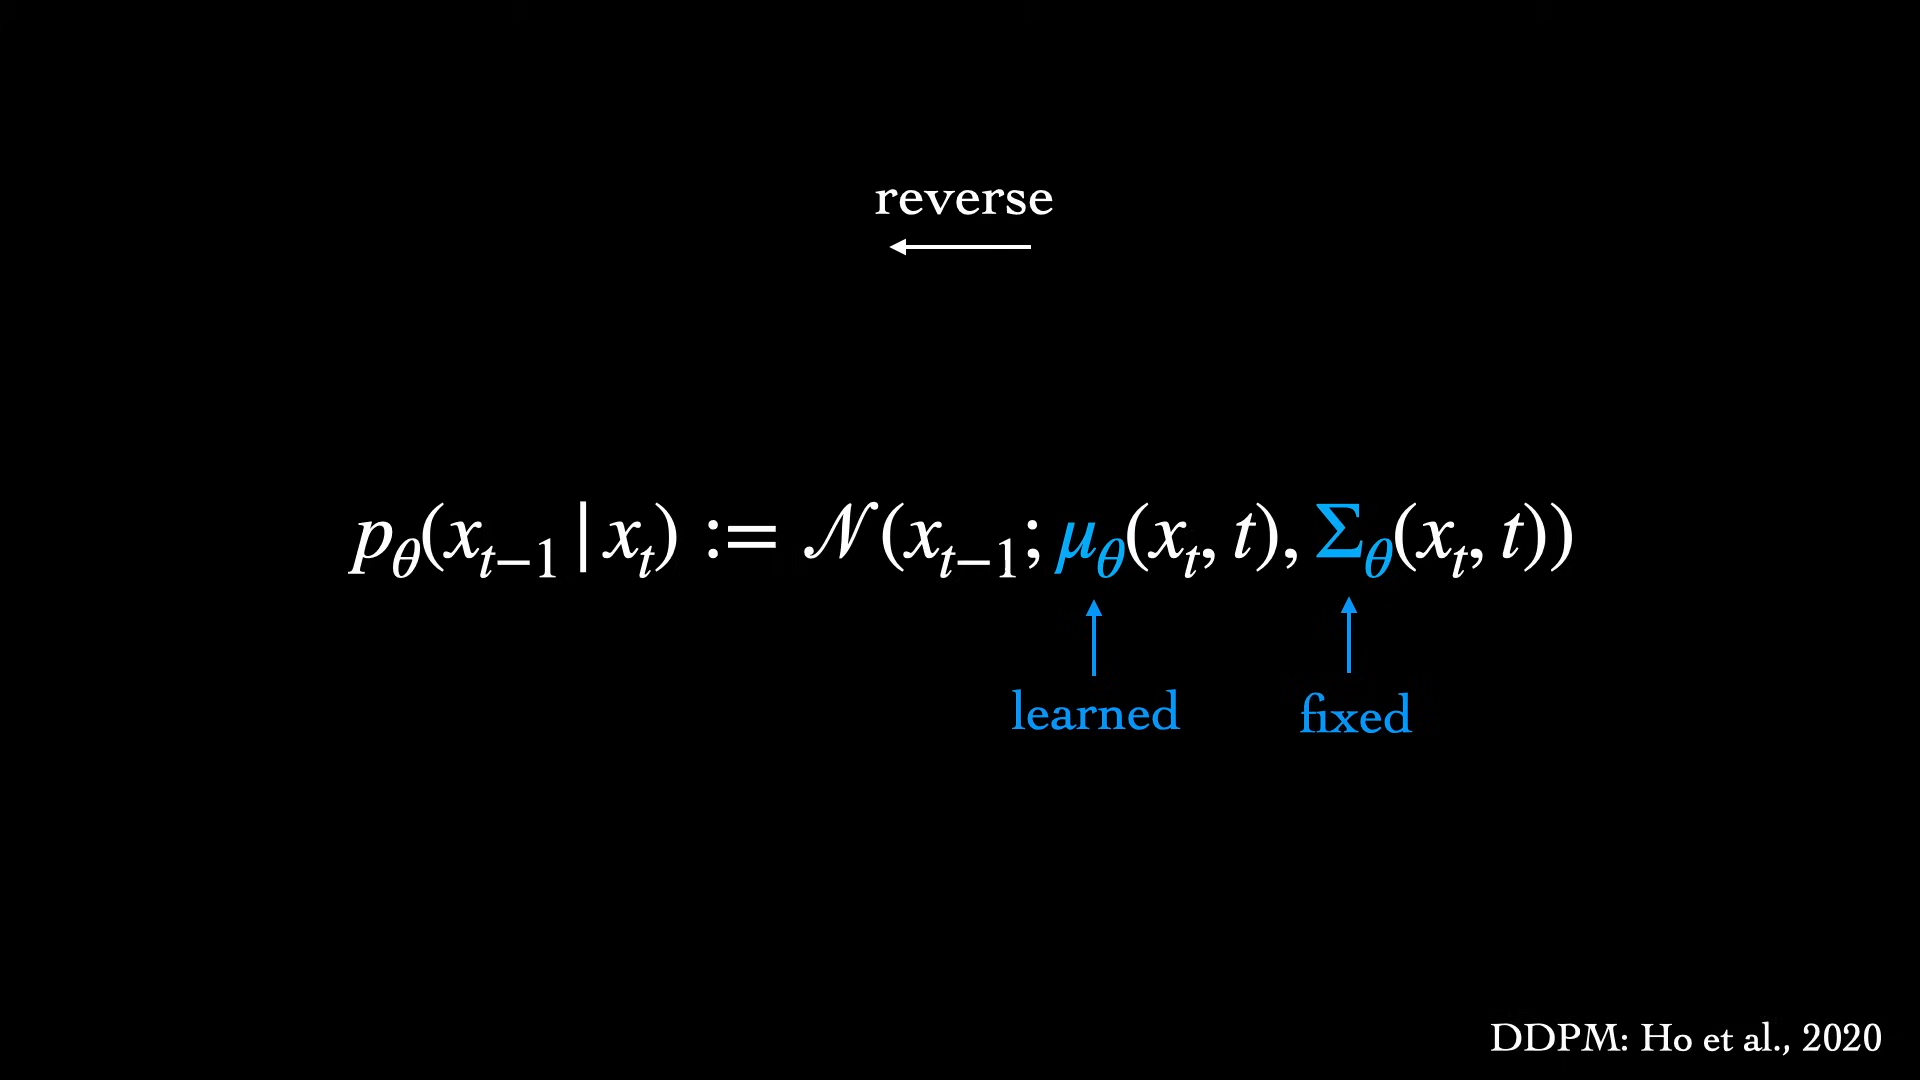 reverse
p_θ(x_{t−1} | x_t) := 𝒩(x_{t−1}; μ_θ(x_t, t), Σ_θ(x_t, t))
learned fixed
DDPM: Ho et al., 2020